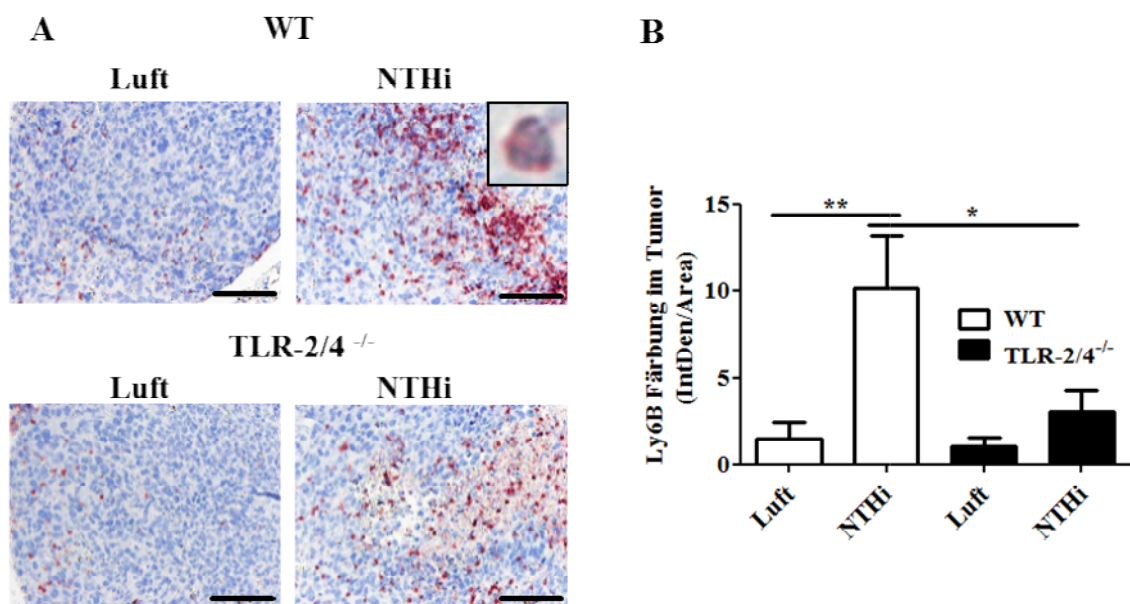 A
WT
Luft
NTHi
TLR-2/4 -/-
Luft
NTHi
B
Ly6B Färbung im Tumor
(IntDen/Area)
15
10
5
0
**
*
WT
TLR-2/4-/-
Luft
NTHi
Luft
NTHi